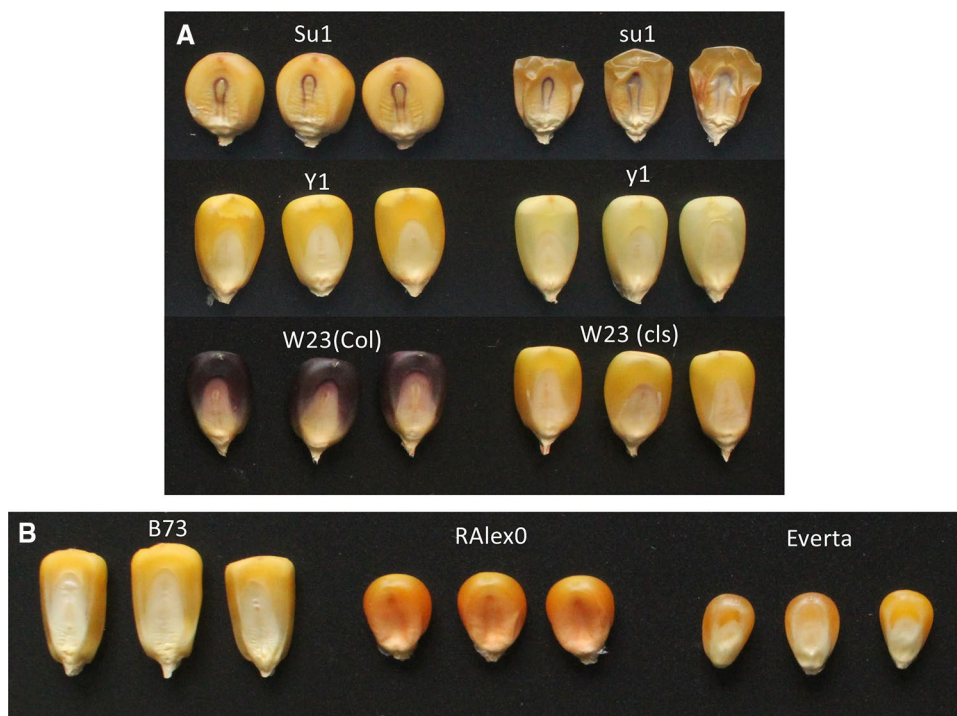 A
Su1
su1
Y1
y1
W23(Col)
W23 (cls)
B
B73
RAlex0
Everta